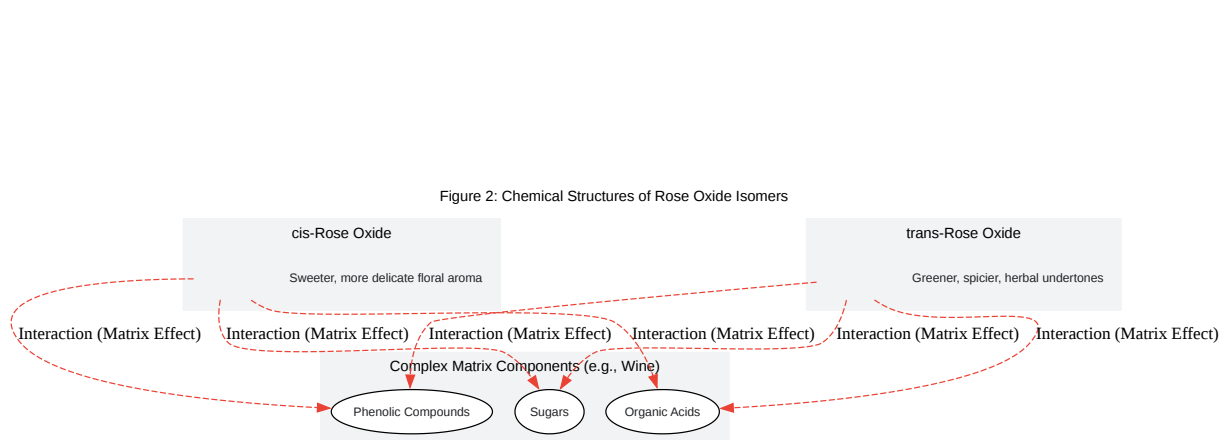 Figure 2: Chemical Structures of Rose Oxide Isomers
cis-Rose Oxide
trans-Rose Oxide
Sweeter, more delicate floral aroma
Greener, spicier, herbal undertones
Interaction (Matrix Effect)
Interaction (Matrix Effect)
Interaction (Matrix Effect)
Interaction (Matrix Effect)
Interaction (Matrix Effect)
Interaction (Matrix Effect)
Complex Matrix Components (e.g., Wine)
Phenolic Compounds
Sugars
Organic Acids